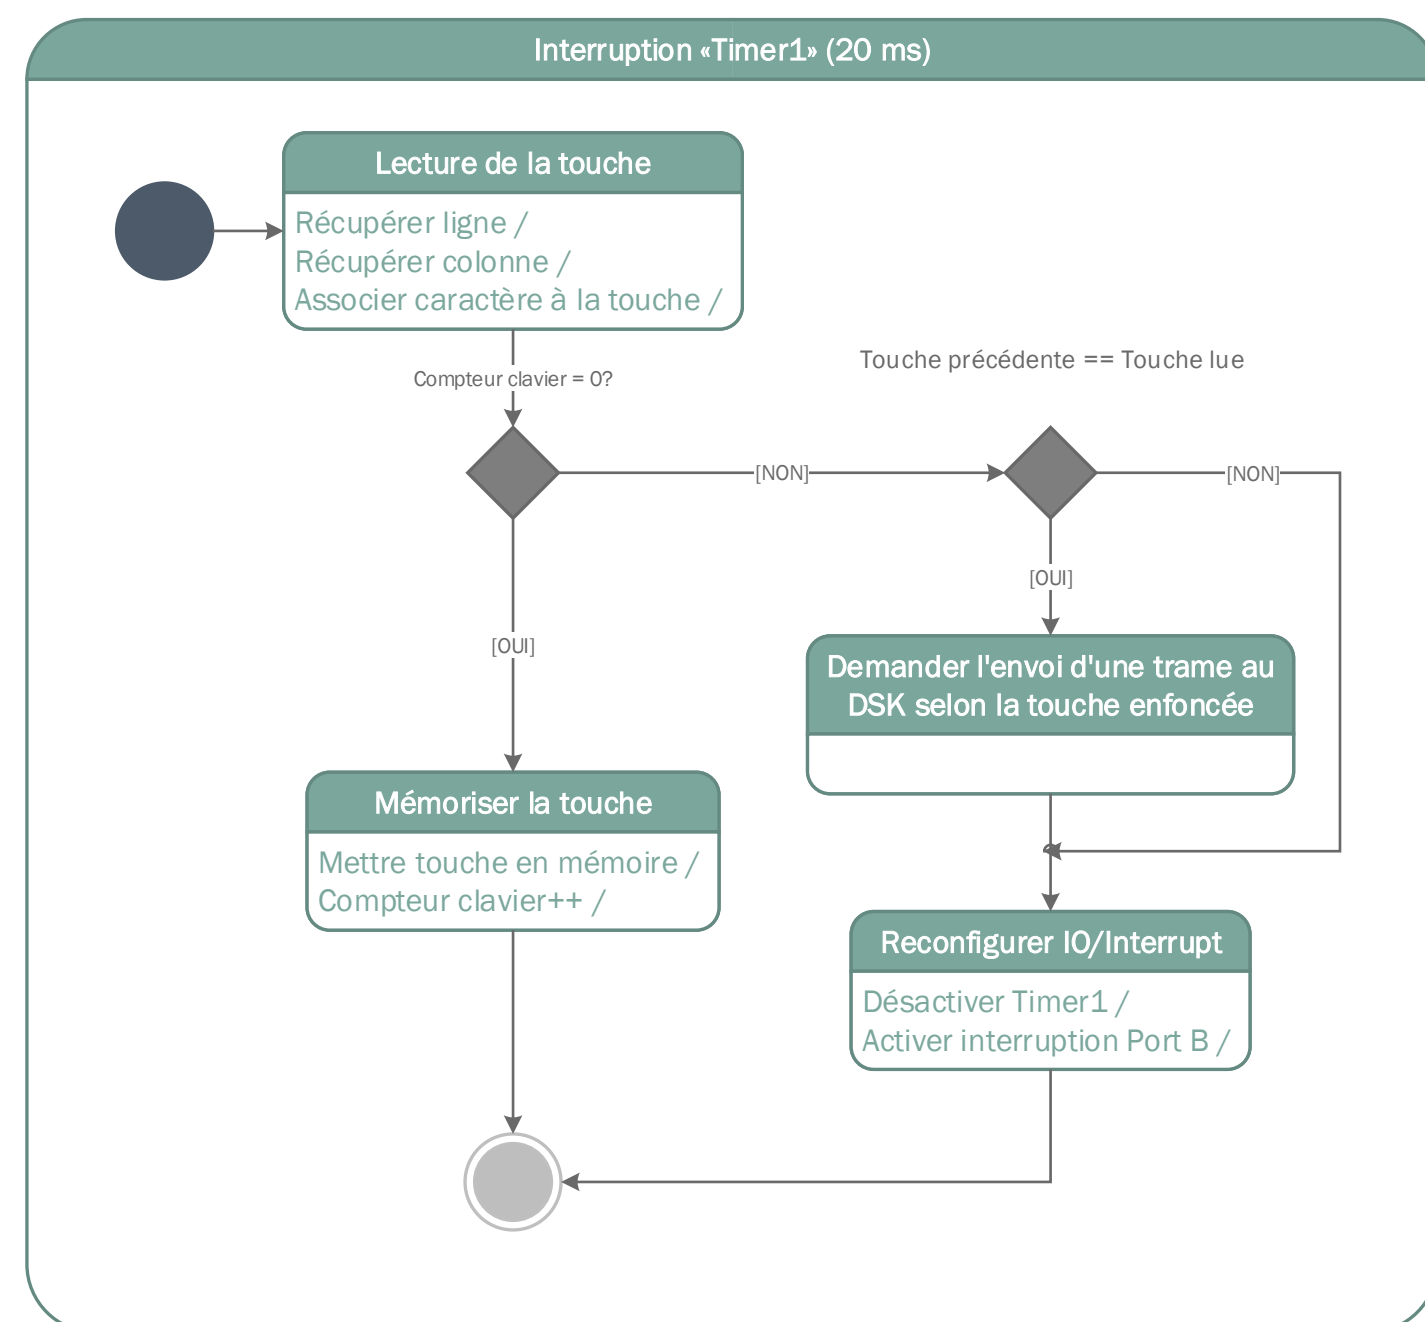 Interruption «Timer1» (20 ms)
Lecture de la touche
Récupérer ligne /
Récupérer colonne /
Associer caractère à la touche /
Touche précédente == Touche lue
Compteur clavier = 0?
[NON]
[NON]
[OUI]
[OUI]
Demander l'envoi d'une trame au
DSK selon la touche enfoncée
Mémoriser la touche
Mettre touche en mémoire /
Compteur clavier++ /
Reconfigurer IO/Interrupt
Désactiver Timer1 /
Activer interruption Port B /